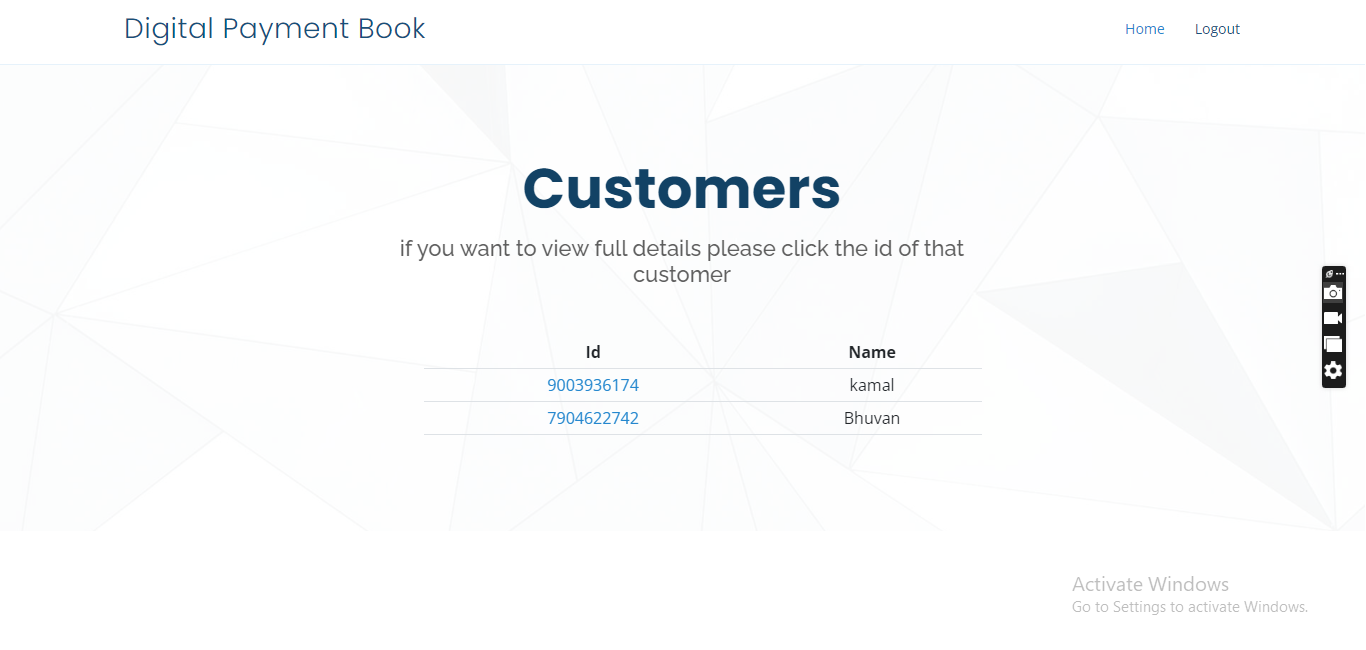 Digital Payment Book
Home Logout
Customers
if you want to view full details please click the id of that
customer
Id Name
9003936174 kamal
7904622742 Bhuvan
Activate Windows
Go to Settings to activate Windows.